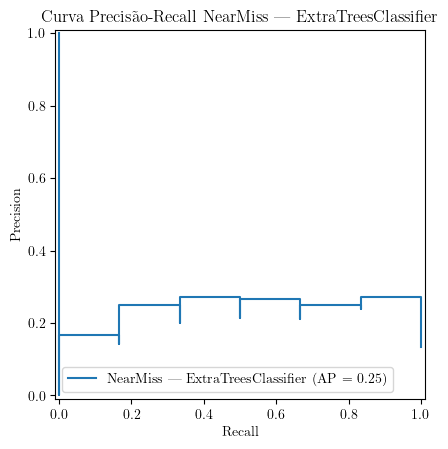 Curva Precisão-Recall NearMiss — ExtraTreesClassifier
1.0
0.8
0.6
0.4
0.2
0.0
Precision
NearMiss — ExtraTreesClassifier (AP = 0.25)
0.0 0.2 0.4 0.6 0.8 1.0
Recall